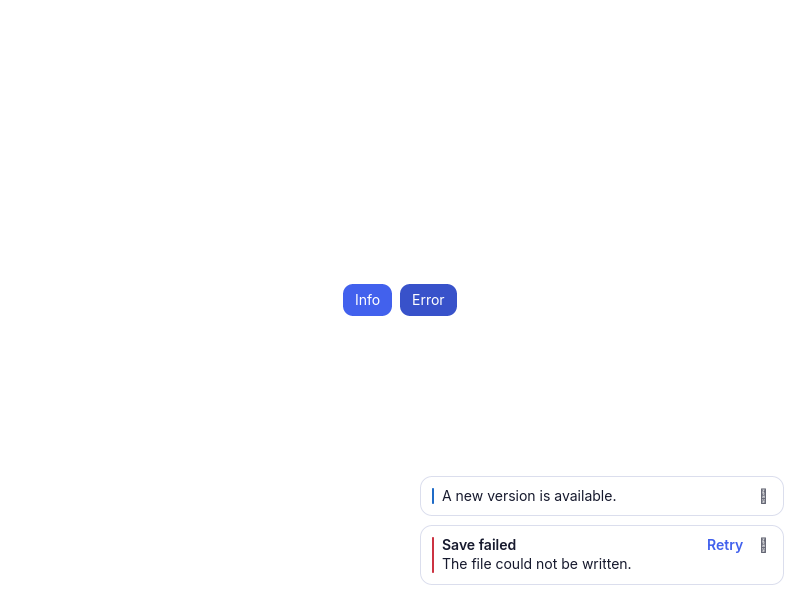 Info Error
A new version is available.
Save failed Retry
The file could not be written.